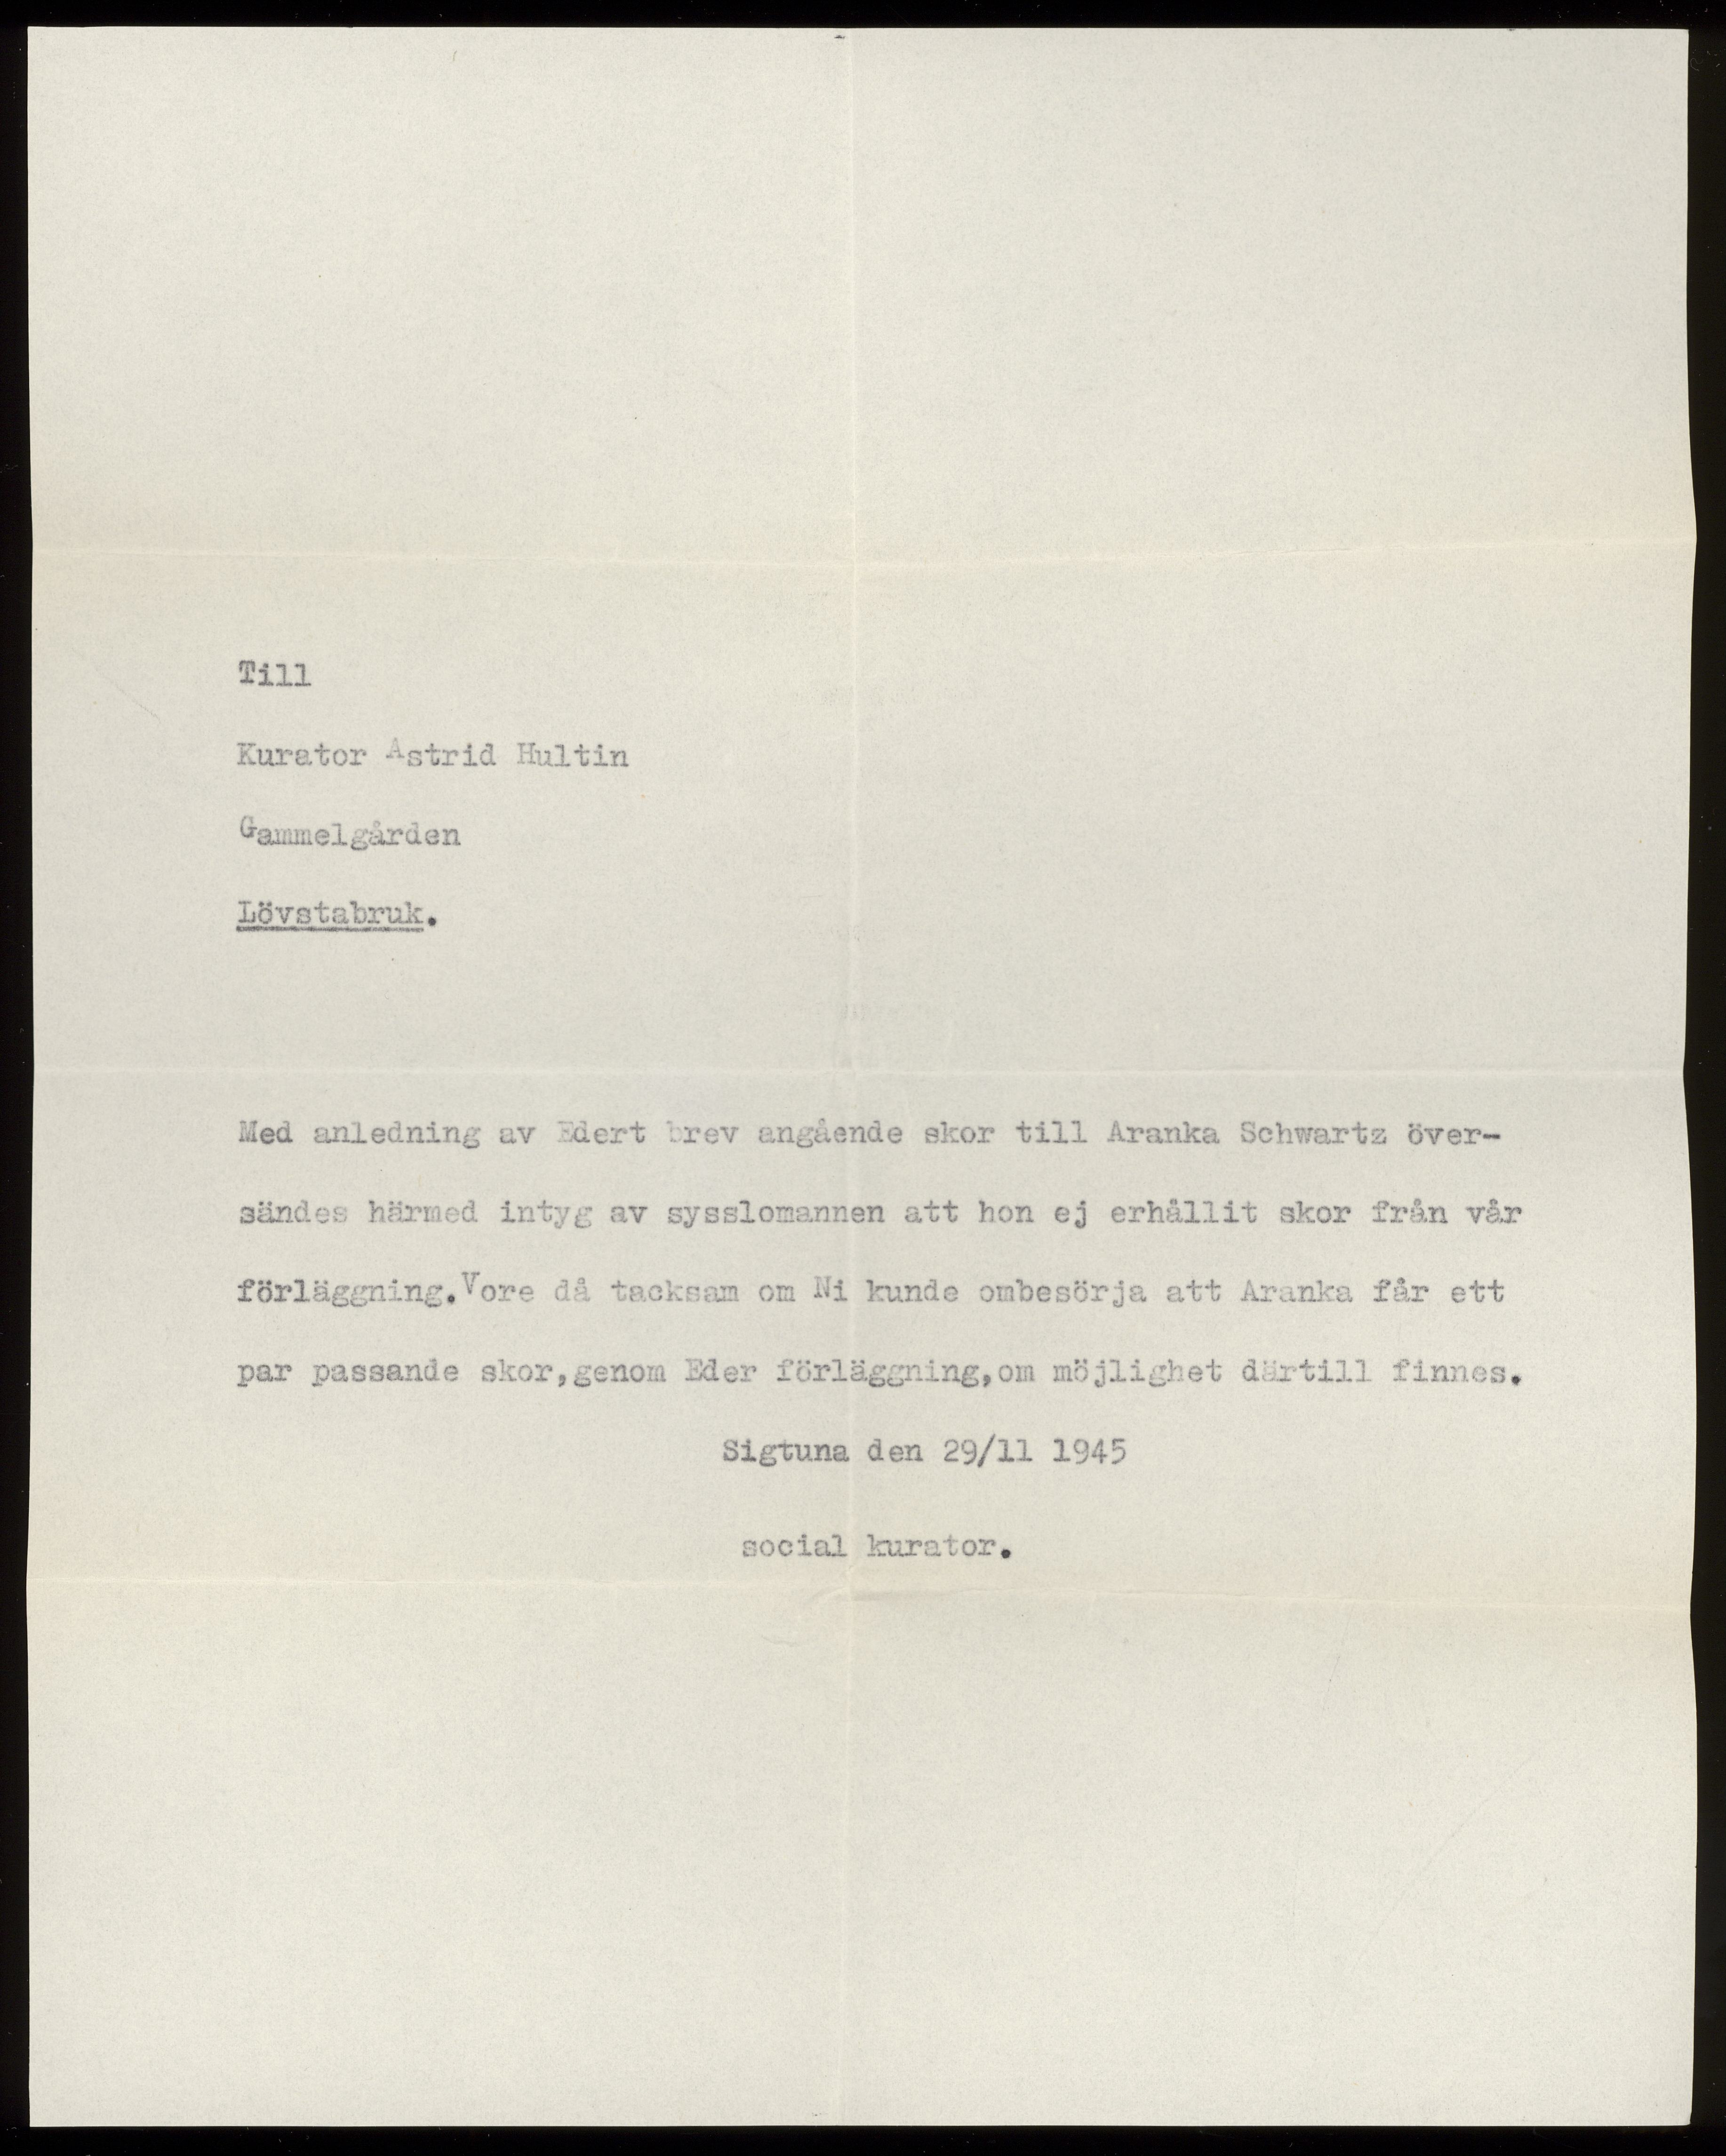 Till
Kurator Astrid Hultin
Gammelgården
Lövstabruk.
Med anledning av Edert brev angående skor till Aranka Schwartz över-
sändes härmed intyg av sysslomannen att hon ej erhållit skor från vår
förläggning.Vore då tacksam om Ni kunde ombesörja att Aranka får ett
par passande skor,genom Eder förläggning,om möjlighet därtill finnes.
Sigtuna den 29/11 1945
social kurator.